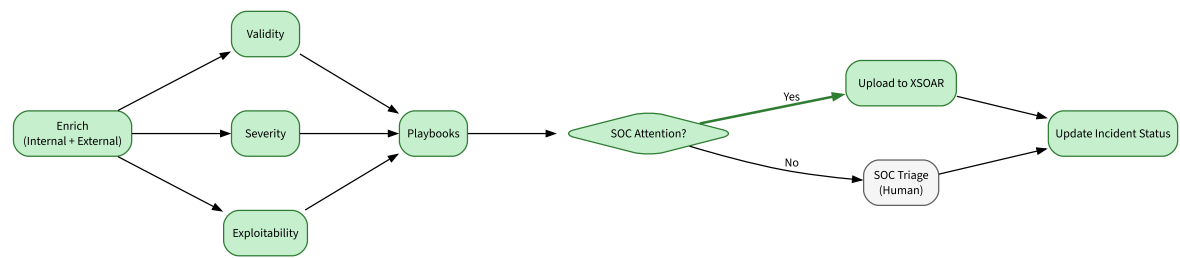 Enrich
(Internal + External)
Validity
Severity
Exploitability
Playbooks
SOC Attention?
Yes
No
Upload to XSOAR
SOC Triage
(Human)
Update Incident Status